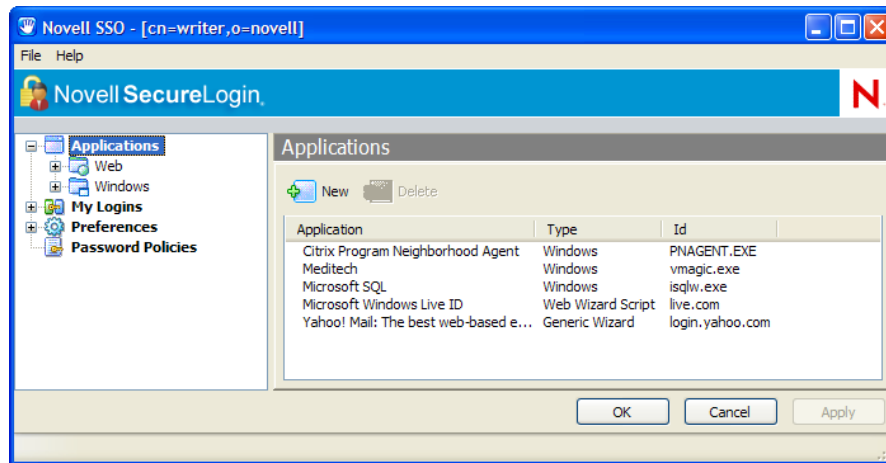 Novell SSO - [cn=writer,o=novell]
File Help
Novell SecureLogin.
N.
Applications
Web
Windows
My Logins
Preferences
Password Policies
Applications
New Delete
Application Type Id
Citrix Program Neighborhood Agent Windows PNAGENT.EXE
Meditech Windows vmagic.exe
Microsoft SQL Windows isqlw.exe
Microsoft Windows Live ID Web Wizard Script live.com
Yahoo! Mail: The best web-based e... Generic Wizard login.yahoo.com
OK Cancel Apply